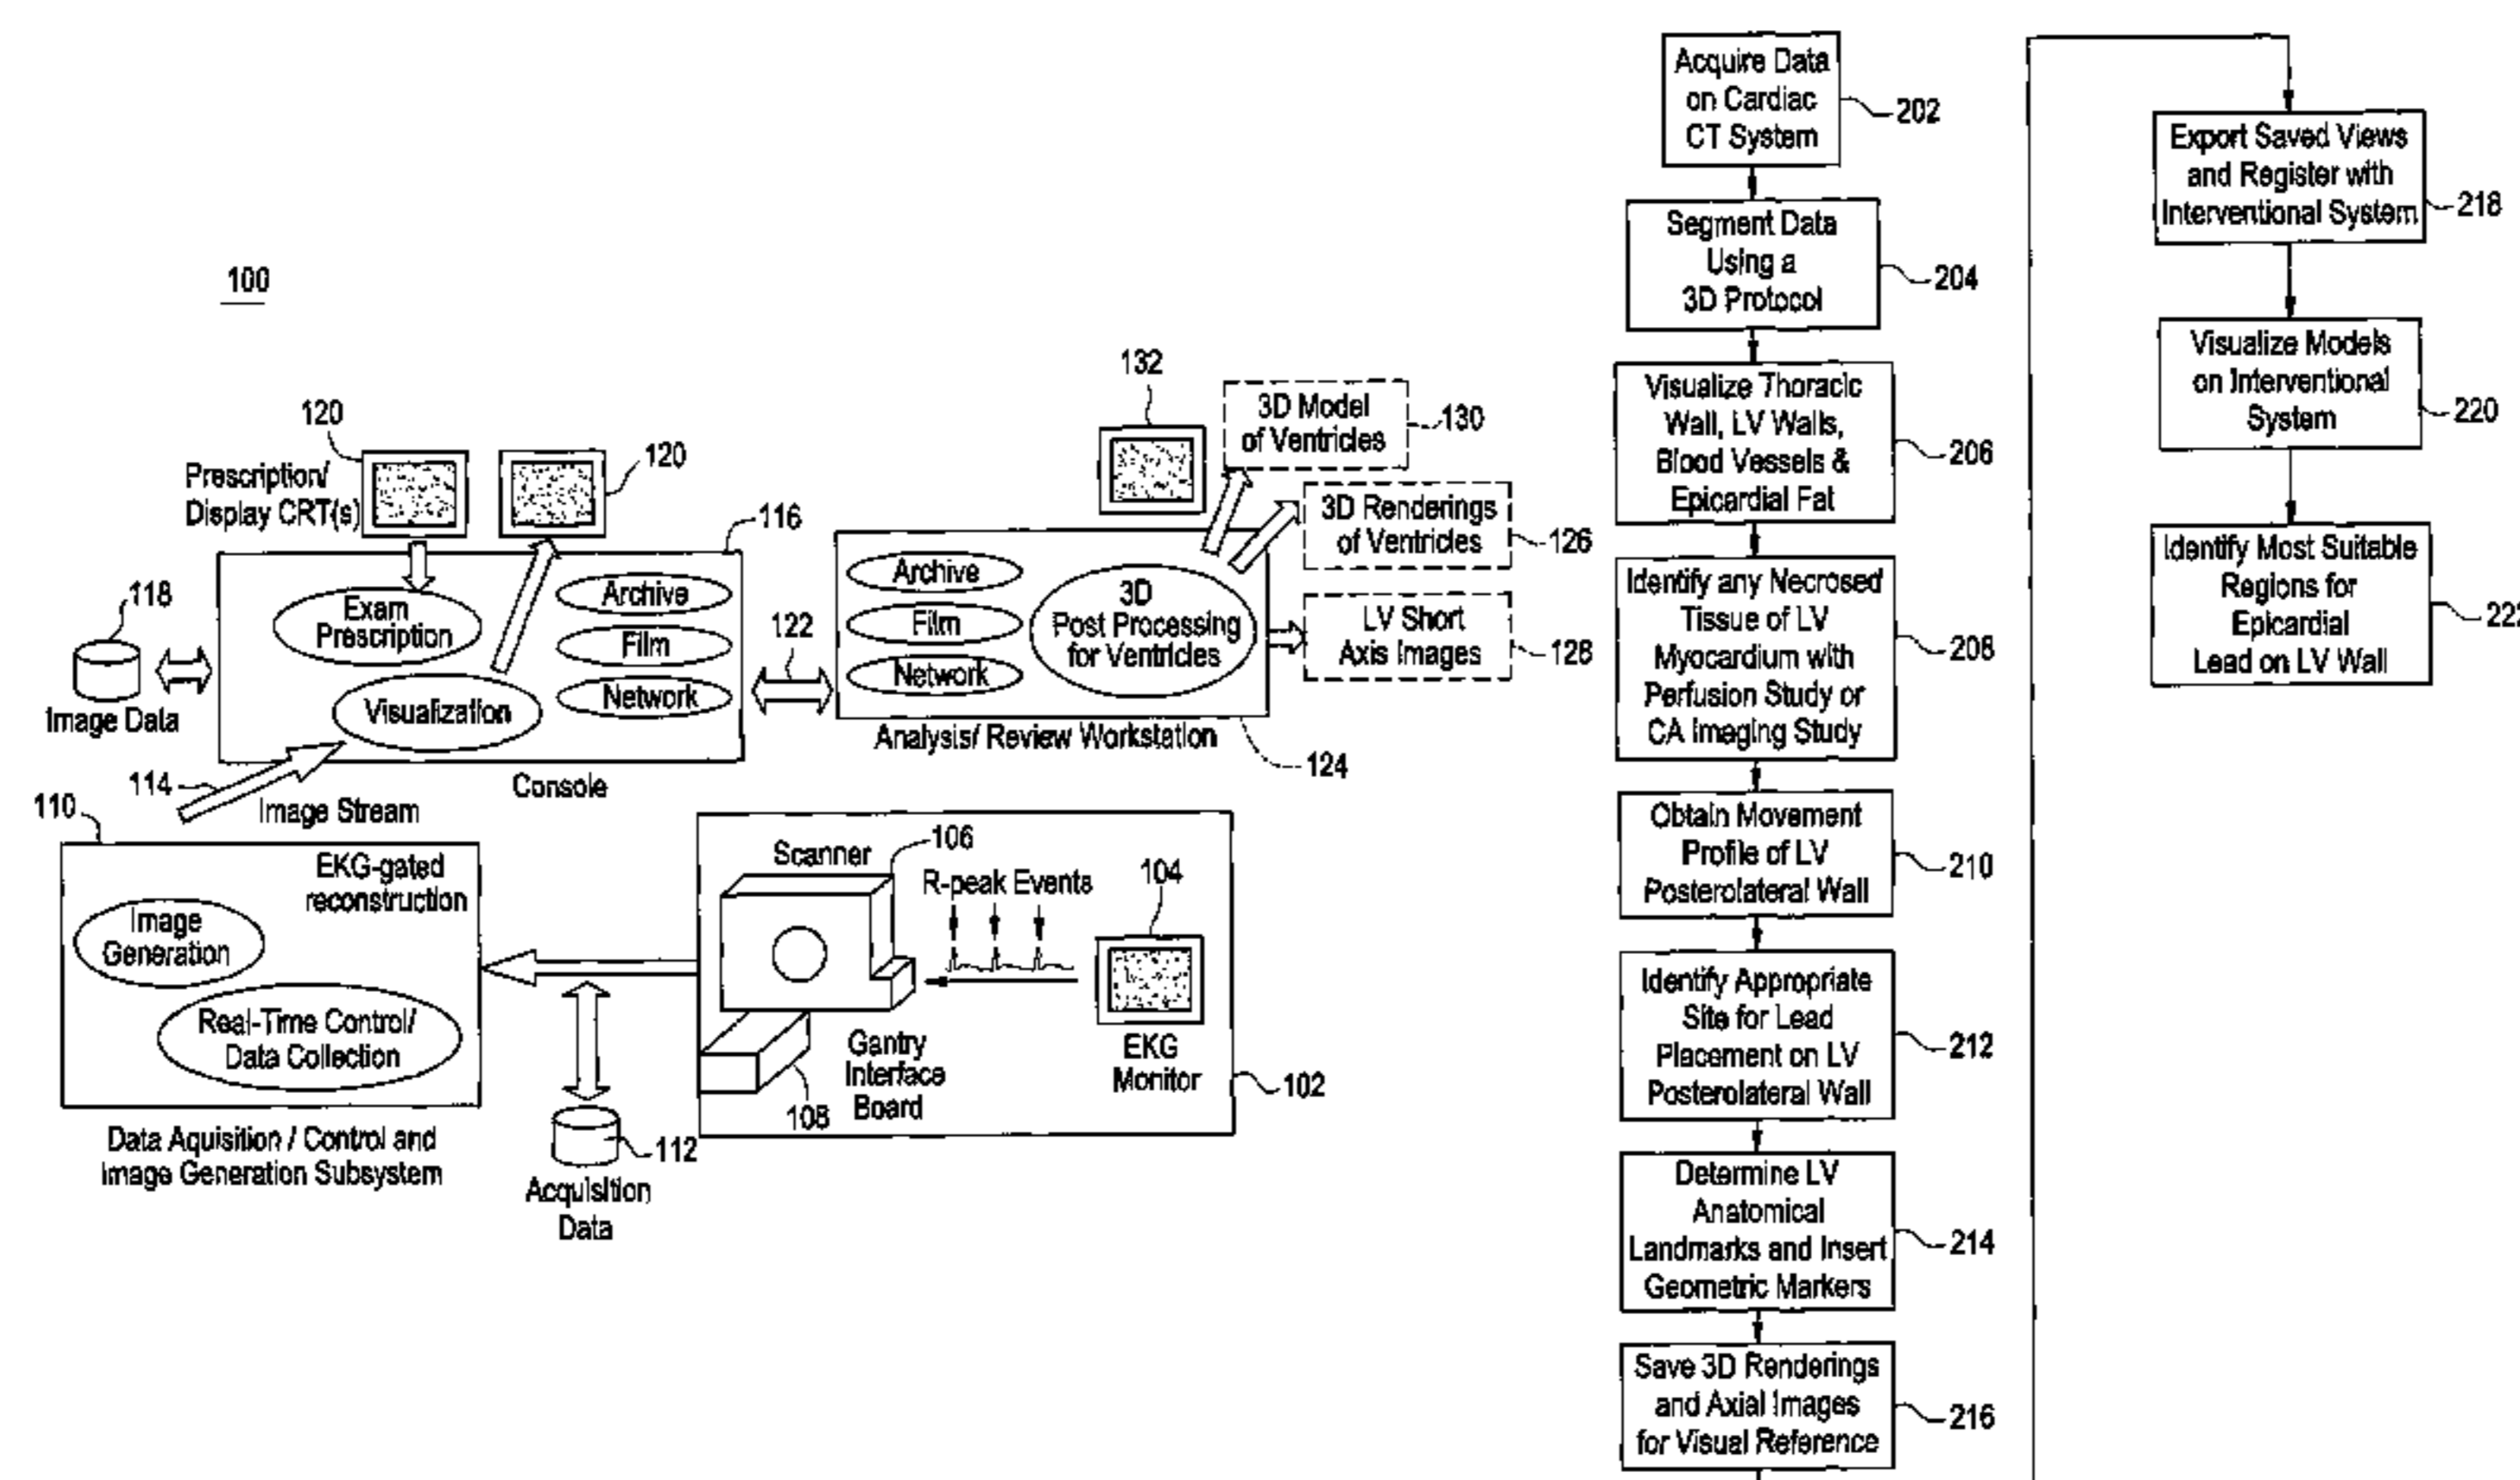 100
120
Prescription/
Display CRT(s)
120
116
118
Image Data
Exam
Prescription
Visualization
Archive
Film
Network
Console
122
114
Image Stream
132
3D Model
of Ventricles
130
3D Renderings
of Ventricles
126
LV Short
Axis Images
128
Archive
Film
Network
3D
Post Processing
for Ventricles
Analysis/ Review Workstation
124
110
EKG-gated
reconstruction
Image
Generation
Real-Time Control/
Data Collection
Data Aquisition / Control and
Image Generation Subsystem
112
Acquisition
Data
Scanner
106
R-peak Events
104
Gantry
Interface
Board
108
EKG
Monitor
102
Acquire Data
on Cardiac
CT System
202
Segment Data
Using a
3D Protocol
204
Visualize Thoracic
Wall, LV Walls,
Blood Vessels &
Epicardial Fat
206
Identify any Necrosed
Tissue of LV
Myocardium with
Perfusion Study or
CA Imaging Study
208
Obtain Movement
Profile of LV
Posterolateral Wall
210
Identify Appropriate
Site for Lead
Placement on LV
Posterolateral Wall
212
Determine LV
Anatomical
Landmarks and Insert
Geometric Markers
214
Save 3D Renderings
and Axial Images
for Visual Reference
216
Export Saved Views
and Register with
Interventional System
218
Visualize Models
on Interventional
System
220
Identify Most Suitable
Regions for
Epicardial
Lead on LV Wall
222